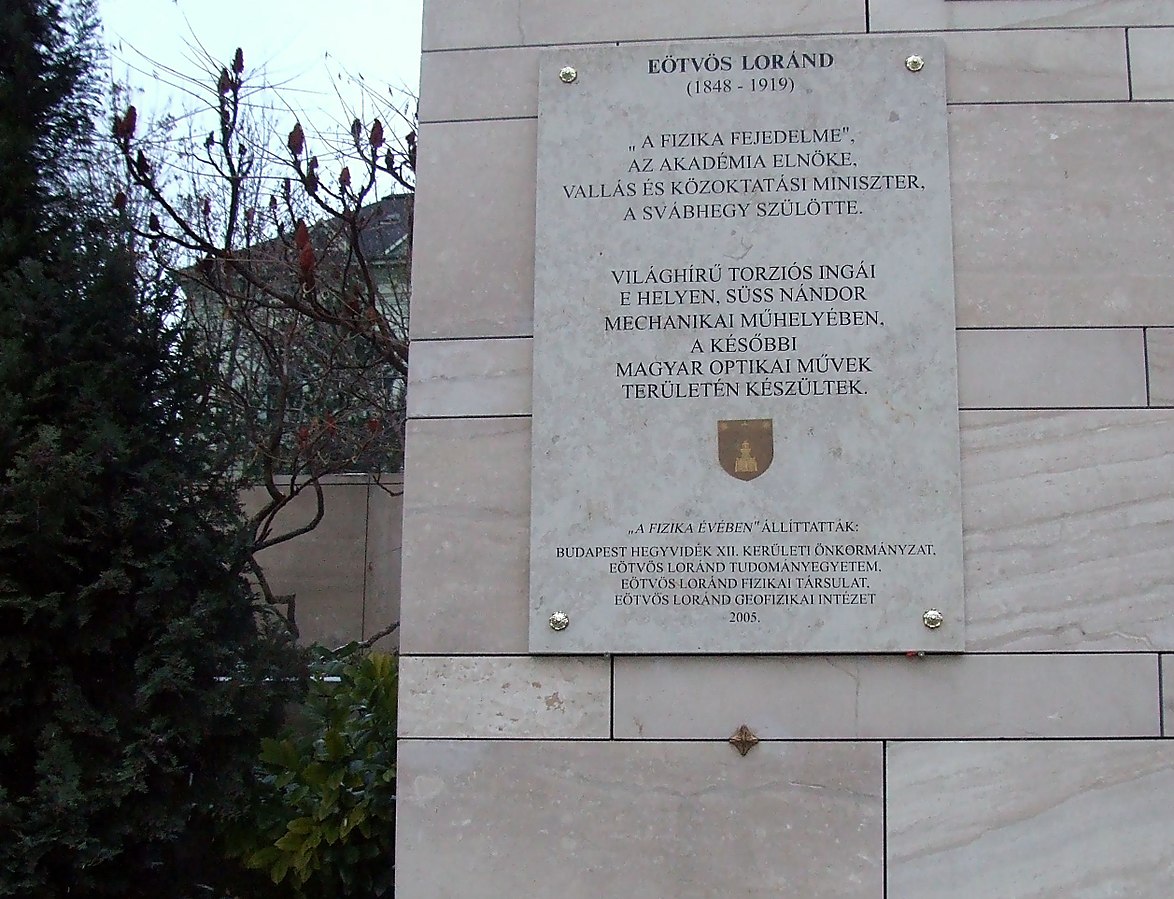 EÖTVÖS LORÁND
(1848 - 1919)
„A FIZIKA FEJEDELME",
AZ AKADÉMIA ELNÖKE,
VALLÁS ÉS KÖZOKTATÁSI MINISZTER,
A SVÁBHEGY SZÜLÖTTE.
VILÁGHÍRŰ TORZIÓS INGÁI
E HELYEN, SÜSS NÁNDOR
MECHANIKAI MŰHELYÉBEN,
A KÉSŐBBI
MAGYAR OPTIKAI MŰVEK
TERÜLETÉN KÉSZÜLTEK.
„A FIZIKA ÉVÉBEN" ÁLLÍTTATTÁK:
BUDAPEST HEGYVIDÉK XII. KERÜLETI ÖNKORMÁNYZAT.
EÖTVÖS LORÁND TUDOMÁNYEGYETEM.
EÖTVÖS LORÁND FIZIKAI TÁRSULAT.
EÖTVÖS LORÁND GEOFIZIKAI INTÉZET
2005.